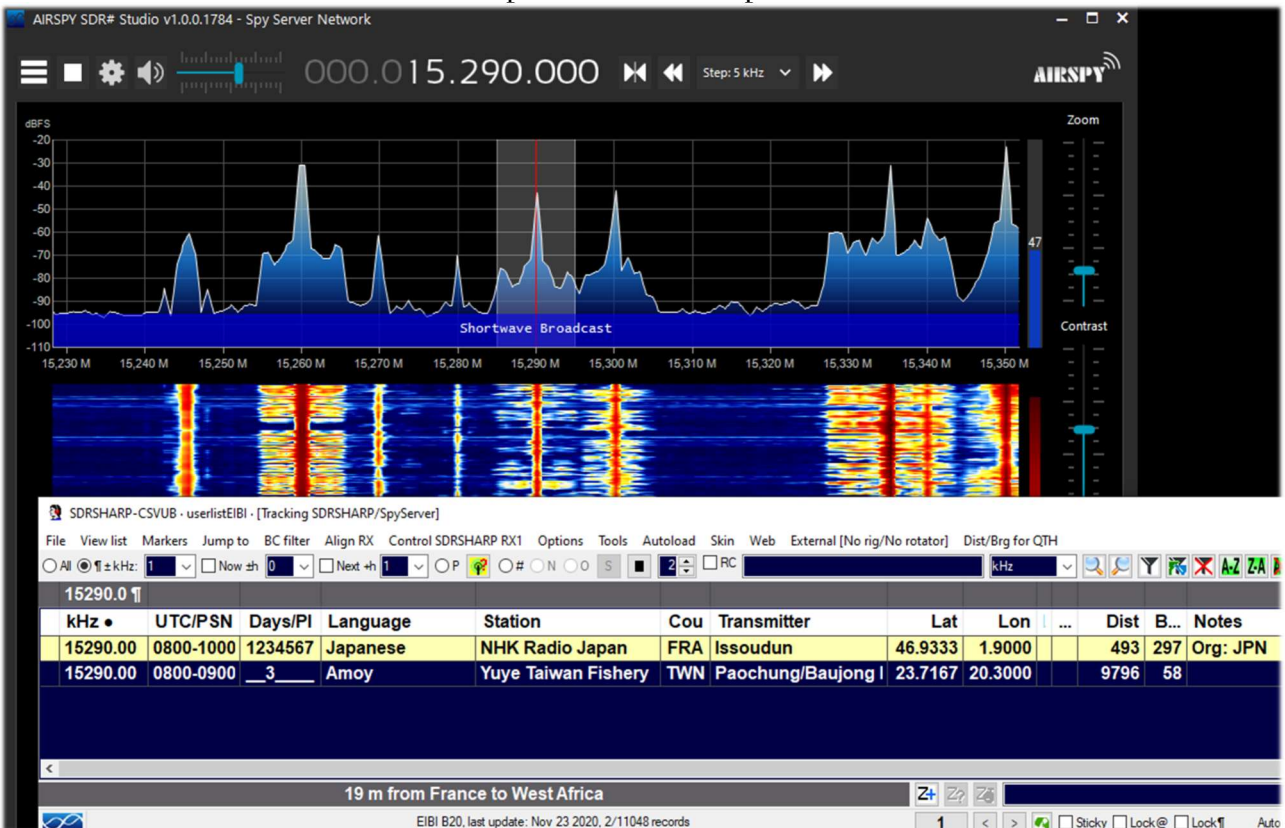 AIRSPY SDR# Studio v1.0.0.1784 - Spy Server Network
000.015.290.000 Step: 5 kHz AIRSPY
dBFS Zoom
-20
-30
-40
-50
-60
-70
-80
-90
-100
-110
47
Shortwave Broadcast
Contrast
15,230 M 15,240 M 15,250 M 15,260 M 15,270 M 15,280 M 15,290 M 15,300 M 15,310 M 15,320 M 15,330 M 15,340 M 15,350 M
SDRSHARP-CSVUB - userlistEIBI - [Tracking SDRSHARP/SpyServer]
File View list Markers Jump to BC filter Align RX Control SDRSHARP RX1 Options Tools Autoload Skin Web External [No rig/No rotator] Dist/Brg for QTH
All ¶ ± kHz: 1 Now ±h 0 Next +h 1 P # N O S 2 RC kHz A-Z Z-A
15290.0 ¶
kHz • UTC/PSN Days/Pl Language Station Cou Transmitter Lat Lon ... Dist B... Notes
15290.00 0800-1000 1234567 Japanese NHK Radio Japan FRA Issoudun 46.9333 1.9000 493 297 Org: JPN
15290.00 0800-0900 __3____ Amoy Yuye Taiwan Fishery TWN Paochung/Baujong 23.7167 20.3000 9796 58
19 m from France to West Africa Z+ Z?
EIBI B20, last update: Nov 23 2020, 2/11048 records 1 < > Sticky Lock@ Lock¶ Auto